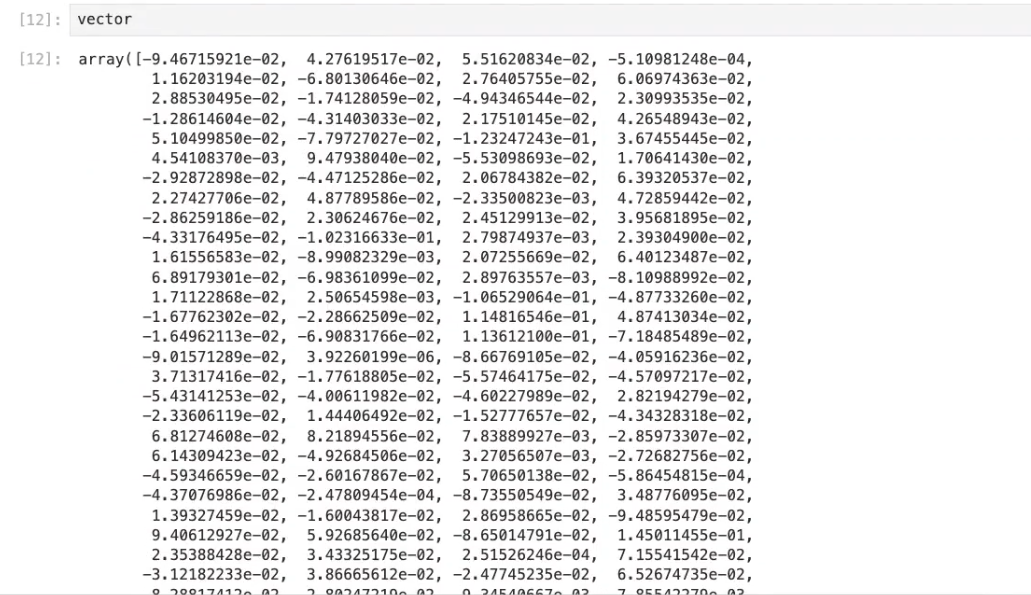 [12]: vector
[12]: array([-9.46715921e-02, 4.27619517e-02, 5.51620834e-02, -5.10981248e-04,
1.16203194e-02, -6.80130646e-02, 2.76405755e-02, 6.06974363e-02,
2.88530495e-02, -1.74128059e-02, -4.94346544e-02, 2.30993535e-02,
-1.28614604e-02, -4.31403033e-02, 2.17510145e-02, 4.26548943e-02,
5.10499850e-02, -7.79727027e-02, -1.23247243e-01, 3.67455445e-02,
4.54108370e-03, 9.47938040e-02, -5.53098693e-02, 1.70641430e-02,
-2.92872898e-02, -4.47125286e-02, 2.06784382e-02, 6.39320537e-02,
2.27427706e-02, 4.87789586e-02, -2.33500823e-03, 4.72859442e-02,
-2.86259186e-02, 2.30624676e-02, 2.45129913e-02, 3.95681895e-02,
-4.33176495e-02, -1.02316633e-01, 2.79874937e-03, 2.39304900e-02,
1.61556583e-02, -8.99082329e-03, 2.07255669e-02, 6.40123487e-02,
6.89179301e-02, -6.98361099e-02, 2.89763557e-03, -8.10988992e-02,
1.71122868e-02, 2.50654598e-03, -1.06529064e-01, -4.87733260e-02,
-1.67762302e-02, -2.28662509e-02, 1.14816546e-01, 4.87413034e-02,
-1.64962113e-02, -6.90831766e-02, 1.13612100e-01, -7.18485489e-02,
-9.01571289e-02, 3.92260199e-06, -8.66769105e-02, -4.05916236e-02,
3.71317416e-02, -1.77618805e-02, -5.57464175e-02, -4.57097217e-02,
-5.43141253e-02, -4.00611982e-02, -4.60227989e-02, 2.82194279e-02,
-2.33606119e-02, 1.44406492e-02, -1.52777657e-02, -4.34328318e-02,
6.81274608e-02, 8.21894556e-02, 7.83889927e-03, -2.85973307e-02,
6.14309423e-02, -4.92684506e-02, 3.27056507e-03, -2.72682756e-02,
-4.59346659e-02, -2.60167867e-02, 5.70650138e-02, -5.86454815e-04,
-4.37076986e-02, -2.47809454e-04, -8.73550549e-02, 3.48776095e-02,
1.39327459e-02, -1.60043817e-02, 2.86958665e-02, -9.48595479e-02,
9.40612927e-02, 5.92685640e-02, -8.65014791e-02, 1.45011455e-01,
2.35388428e-02, 3.43325175e-02, 2.51526246e-04, 7.15541542e-02,
-3.12182233e-02, 3.86665612e-02, -2.47745235e-02, 6.52674735e-02,